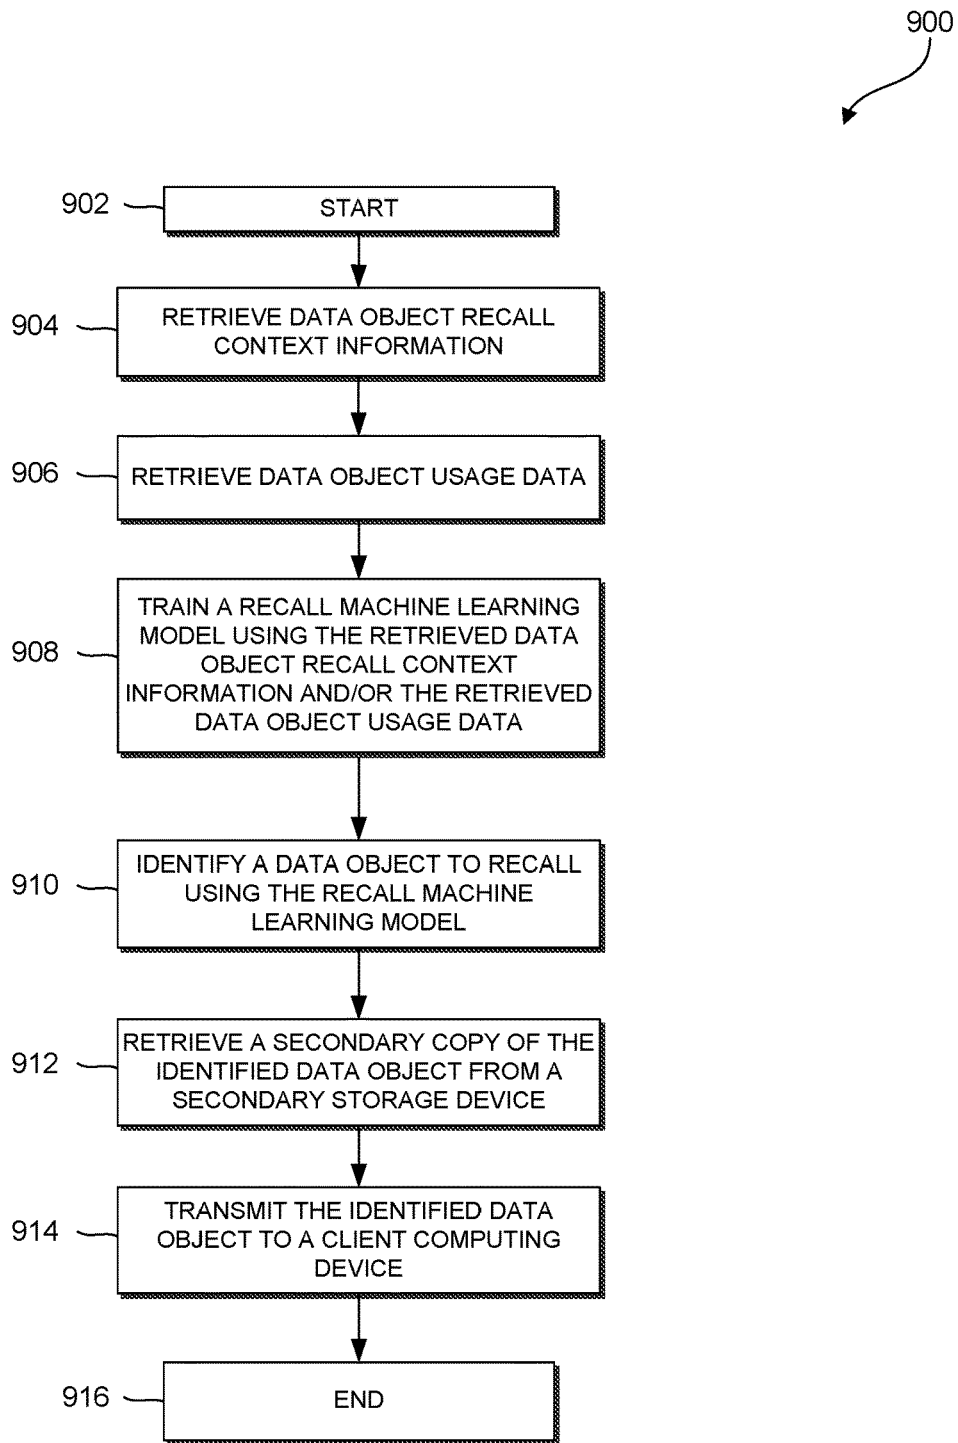 900
902
START
904
RETRIEVE DATA OBJECT RECALL
CONTEXT INFORMATION
906
RETRIEVE DATA OBJECT USAGE DATA
908
TRAIN A RECALL MACHINE LEARNING
MODEL USING THE RETRIEVED DATA
OBJECT RECALL CONTEXT
INFORMATION AND/OR THE RETRIEVED
DATA OBJECT USAGE DATA
910
IDENTIFY A DATA OBJECT TO RECALL
USING THE RECALL MACHINE
LEARNING MODEL
912
RETRIEVE A SECONDARY COPY OF THE
IDENTIFIED DATA OBJECT FROM A
SECONDARY STORAGE DEVICE
914
TRANSMIT THE IDENTIFIED DATA
OBJECT TO A CLIENT COMPUTING
DEVICE
916
END